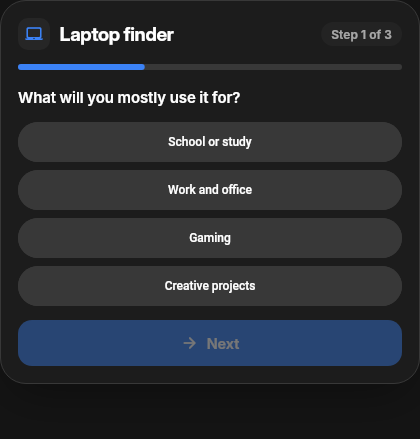 Laptop finder
Step 1 of 3
What will you mostly use it for?
School or study
Work and office
Gaming
Creative projects
Next